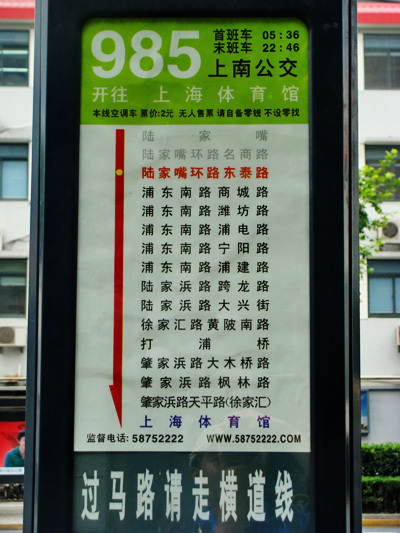 985 首班车 05:36
末班车 22:46
上南公交
开往 上海体育馆
本线空调车 票价:2元 无人售票 请自备零钱 不设零找
陆家嘴
陆家嘴环路名商路
陆家嘴环路东泰路
浦东南路商城路
浦东南路潍坊路
浦东南路浦电路
浦东南路宁阳路
浦东南路浦建路
陆家浜路跨龙路
陆家浜路大兴街
徐家汇路黄陂南路
打浦桥
肇家浜路大木桥路
肇家浜路枫林路
肇家浜路天平路(徐家汇)
上海体育馆
监督电话: 58752222 WWW.58752222.COM
过马路请走横道线